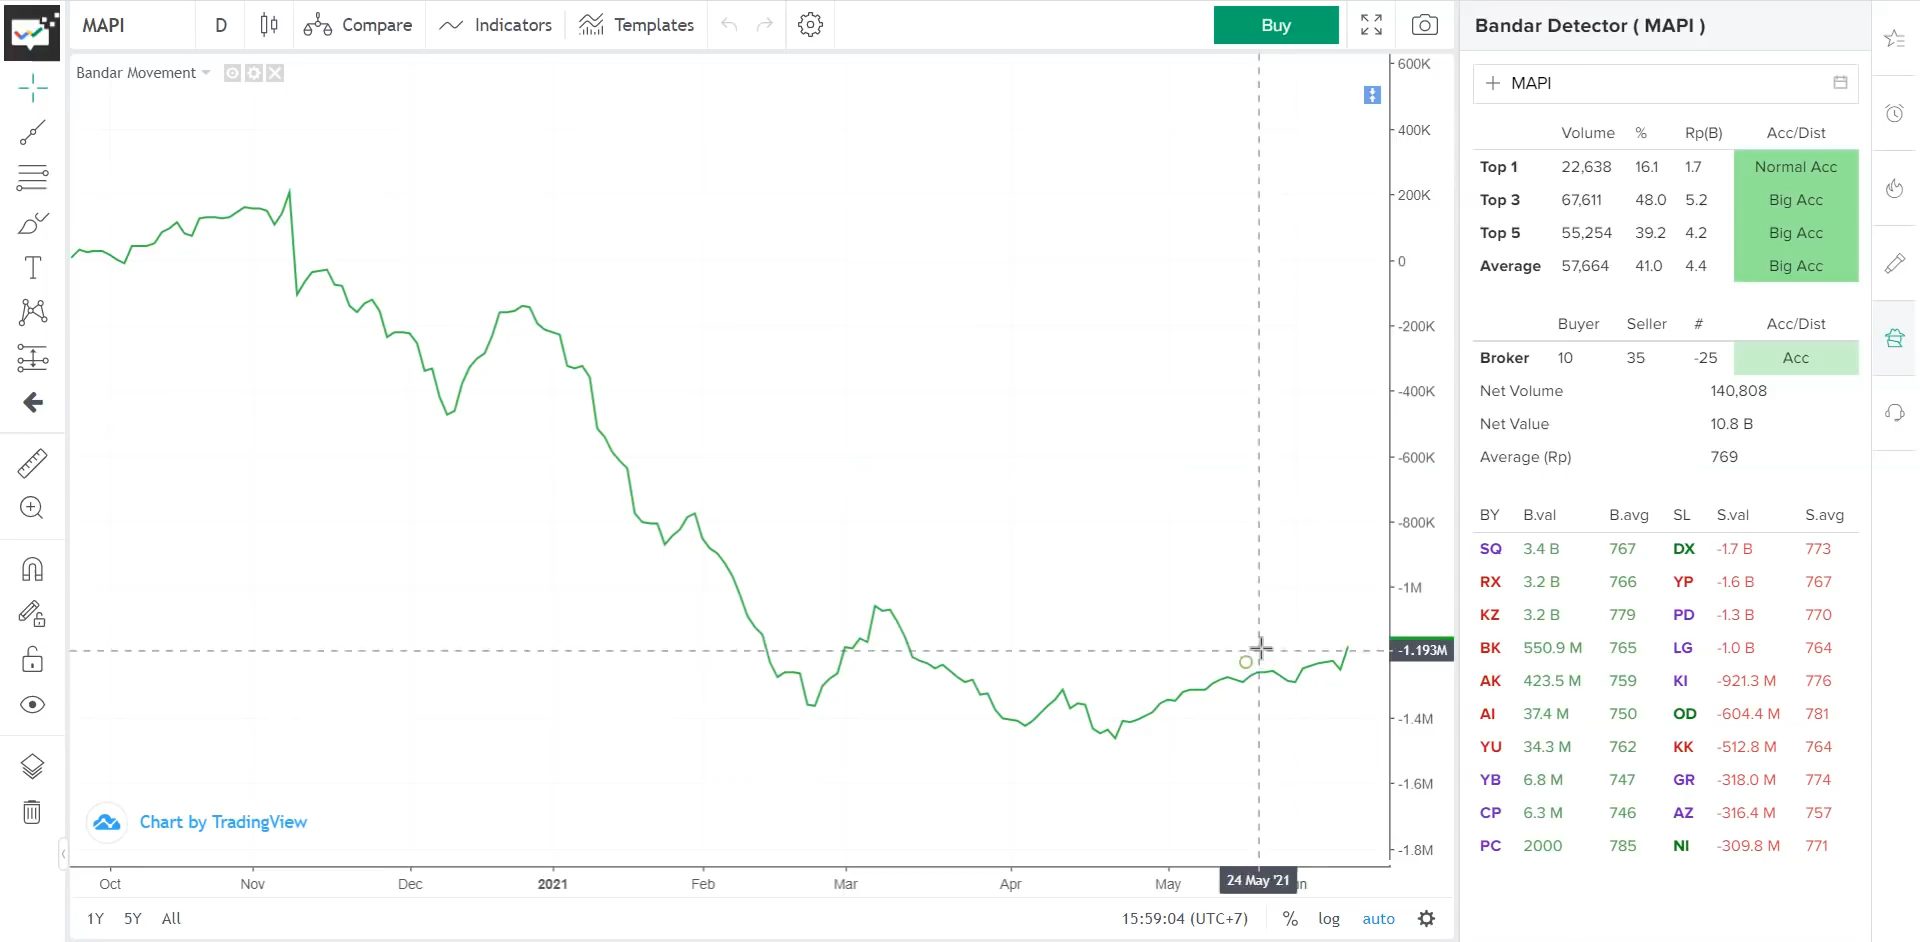 MAPI D Compare Indicators Templates Buy
Bandar Movement
600K
400K
200K
0
-200K
-400K
-600K
-800K
-1M
-1.193M
-1.4M
-1.6M
-1.8M
Chart by TradingView
Oct Nov Dec 2021 Feb Mar Apr May 24 May '21
1Y 5Y All 15:59:04 (UTC+7) % log auto
Bandar Detector ( MAPI )
MAPI
Volume % Rp(B) Acc/Dist
Top 1 22,638 16.1 1.7 Normal Acc
Top 3 67,611 48.0 5.2 Big Acc
Top 5 55,254 39.2 4.2 Big Acc
Average 57,664 41.0 4.4 Big Acc
Buyer Seller # Acc/Dist
Broker 10 35 -25 Acc
Net Volume 140,808
Net Value 10.8 B
Average (Rp) 769
BY B.val B.avg SL S.val S.avg
SQ 3.4 B 767 DX -1.7 B 773
RX 3.2 B 766 YP -1.6 B 767
KZ 3.2 B 779 PD -1.3 B 770
BK 550.9 M 765 LG -1.0 B 764
AK 423.5 M 759 KI -921.3 M 776
AI 37.4 M 750 OD -604.4 M 781
YU 34.3 M 762 KK -512.8 M 764
YB 6.8 M 747 GR -318.0 M 774
CP 6.3 M 746 AZ -316.4 M 757
PC 2000 785 NI -309.8 M 771